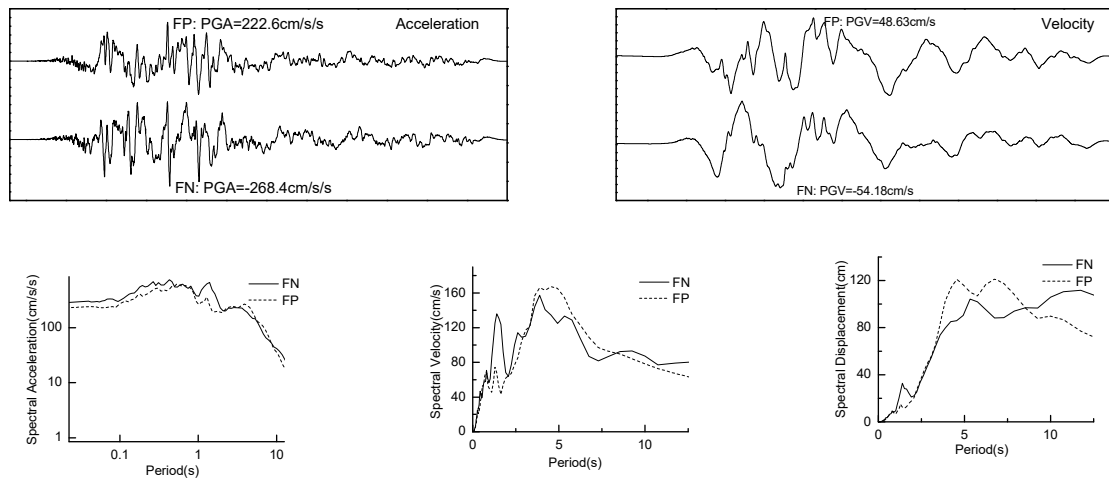 FP: PGA=222.6cm/s/s
Acceleration
FN: PGA=-268.4cm/s/s
FP: PGV=48.63cm/s
Velocity
FN: PGV=-54.18cm/s
Spectral Acceleration(cm/s/s)
100
10
1
0.1
1
10
Period(s)
FN
FP
Spectral Velocity(cm/s)
160
120
80
40
0
0
5
10
Period(s)
FN
FP
Spectral Displacement(cm)
160
120
80
40
0
0
5
10
Period(s)
FN
FP